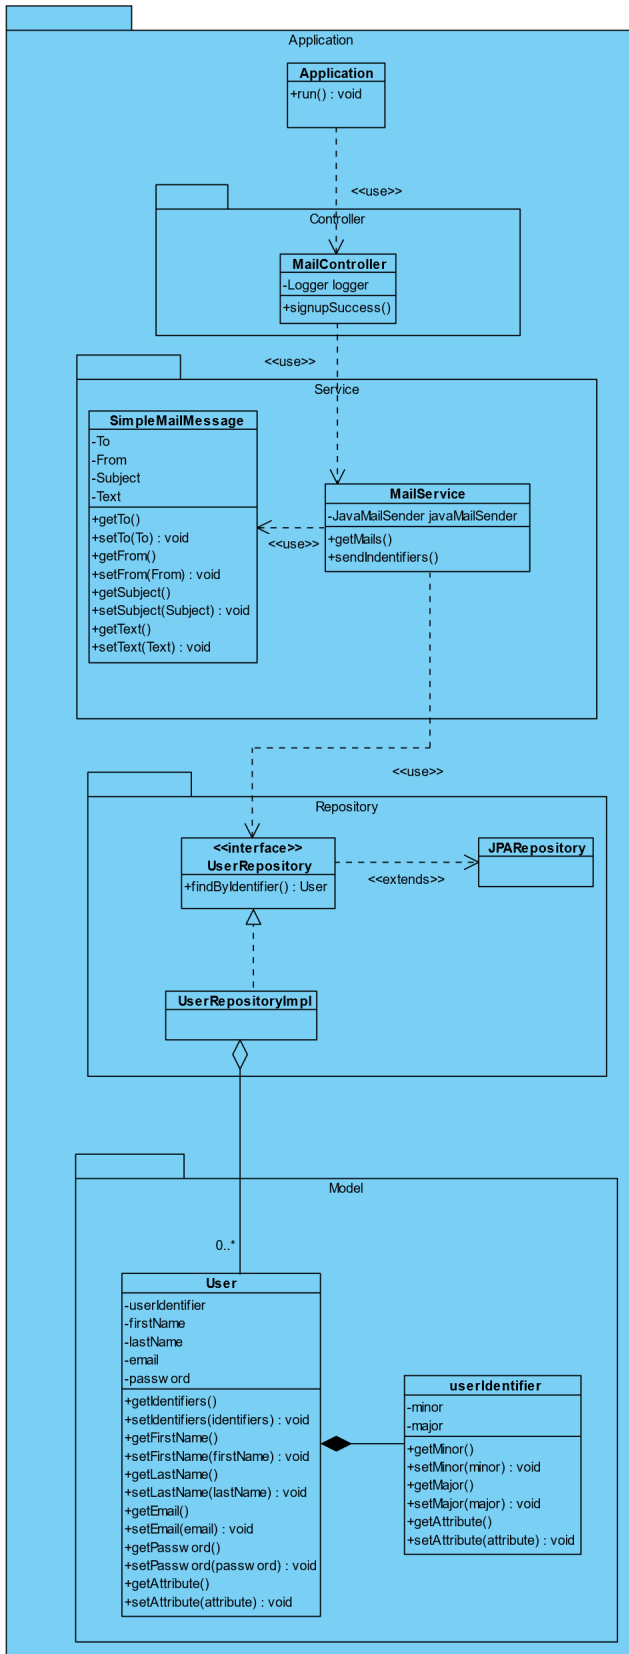 Application
Application
+run() : void
<<use>>
Controller
MailController
-Logger logger
+signupSuccess()
<<use>>
Service
SimpleMailMessage
-To
-From
-Subject
-Text
+getTo()
+setTo(To) : void
+getFrom()
+setFrom(From) : void
+getSubject()
+setSubject(Subject) : void
+getText()
+setText(Text) : void
MailService
-JavaMailSender javaMailSender
+getMails()
+sendIndentifiers()
<<use>>
<<use>>
Repository
<<interface>>
UserRepository
+findByIdentifier() : User
JPARepository
<<extends>>
UserRepositoryImpl
Model
0..*
User
-userIdentifier
-firstName
-lastName
-email
-password
+getIdentifiers()
+setIdentifiers(identifiers) : void
+getFirstName()
+setFirstName(firstName) : void
+getLastName()
+setLastName(lastName) : void
+getEmail()
+setEmail(email) : void
+getPassword()
+setPassword(password) : void
+getAttribute()
+setAttribute(attribute) : void
userIdentifier
-minor
-major
+getMinor()
+setMinor(minor) : void
+getMajor()
+setMajor(major) : void
+getAttribute()
+setAttribute(attribute) : void